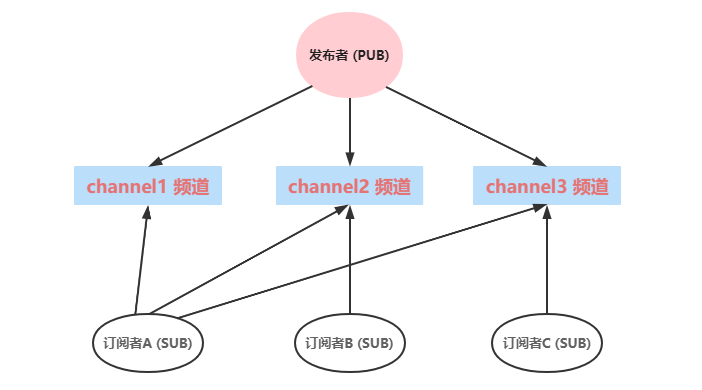 发布者 (PUB)
channel1 频道
channel2 频道
channel3 频道
订阅者A (SUB)
订阅者B (SUB)
订阅者C (SUB)